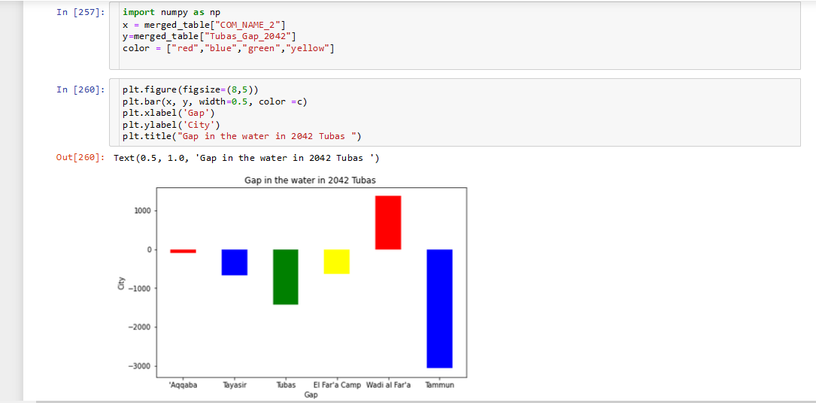 In [257]:
import numpy as np
x = merged_table["COM_NAME_2"]
y=merged_table["Tubas_Gap_2042"]
color = ["red","blue","green","yellow"]
In [260]:
plt.figure(figsize=(8,5))
plt.bar(x, y, width=0.5, color =c)
plt.xlabel('Gap')
plt.ylabel('City')
plt.title("Gap in the water in 2042 Tubas ")
Out[260]: Text(0.5, 1.0, 'Gap in the water in 2042 Tubas ')
Gap in the water in 2042 Tubas
1000
0
−1000
−2000
−3000
City
'Aqqaba Tayasir Tubas El Far'a Camp Wadi al Far'a Tammun
Gap